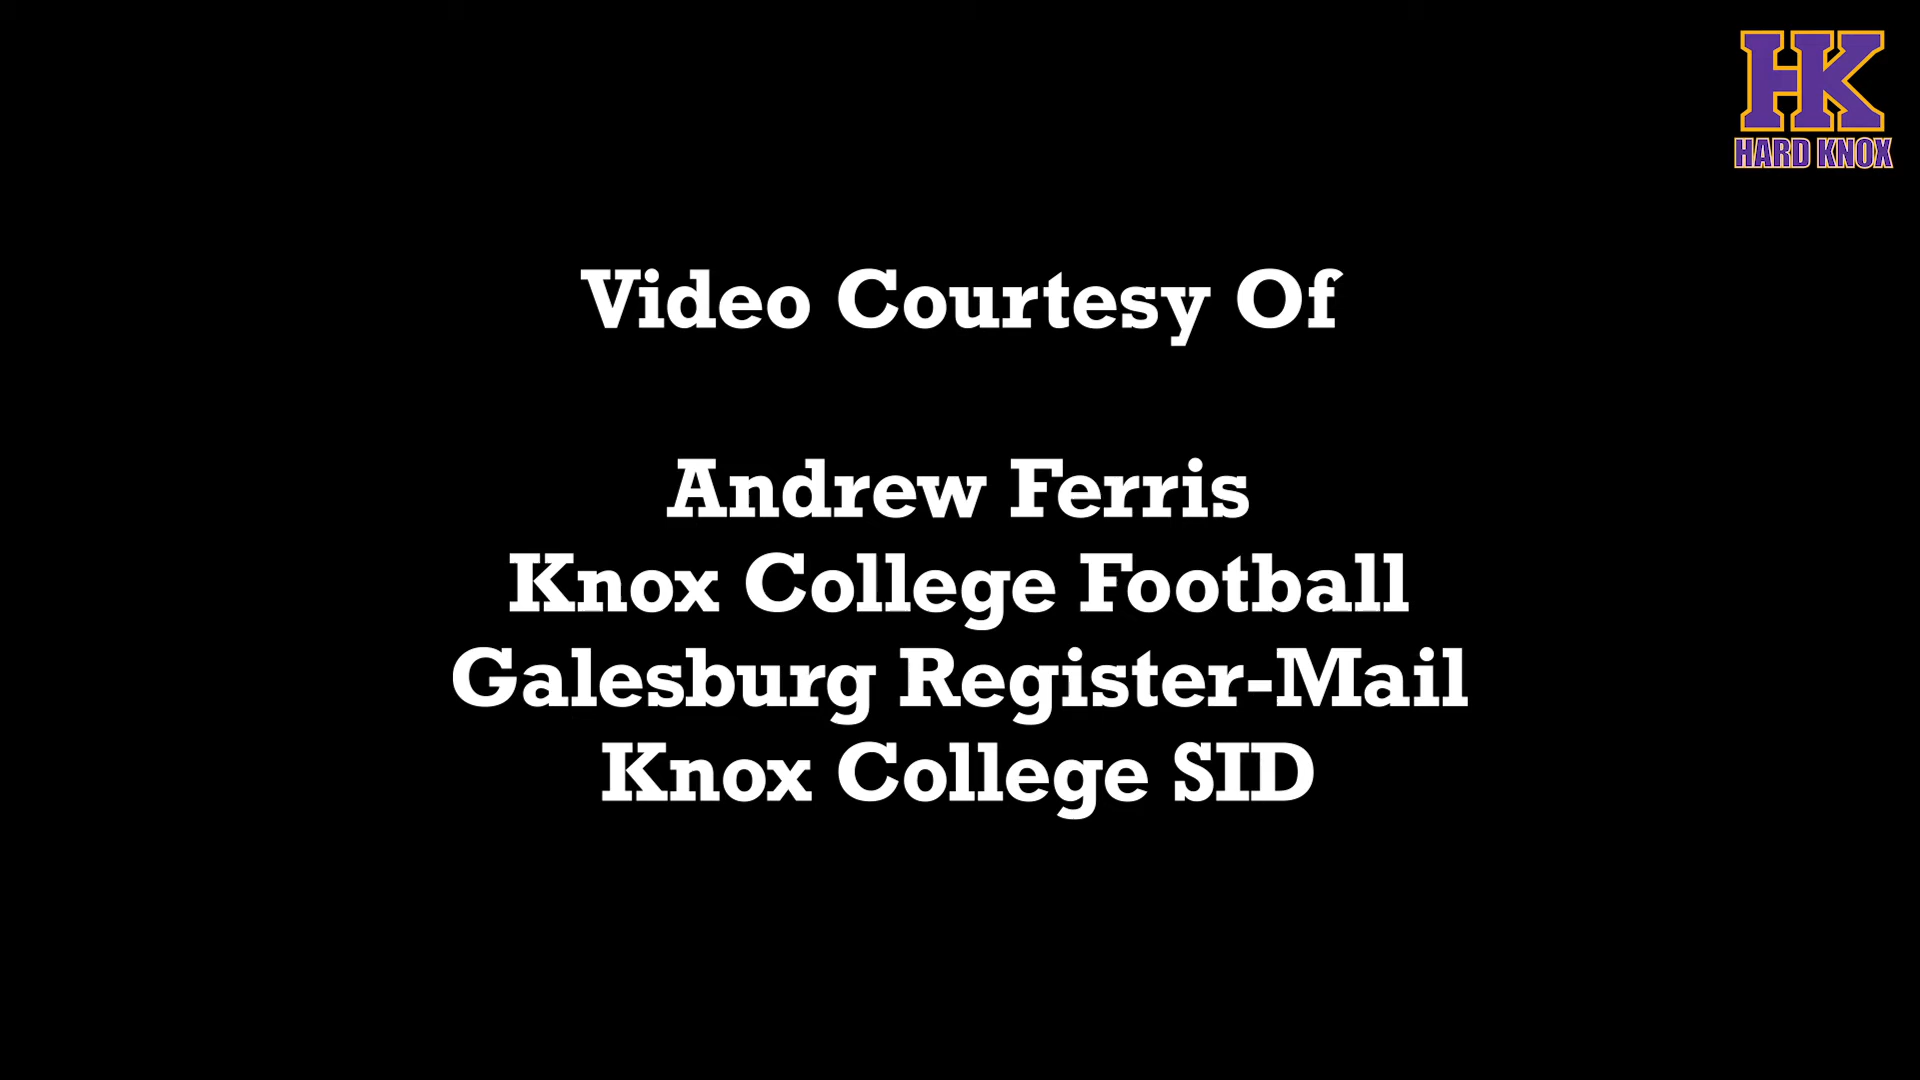 HK
HARD KNOX
Video Courtesy Of
Andrew Ferris
Knox College Football
Galesburg Register-Mail
Knox College SID